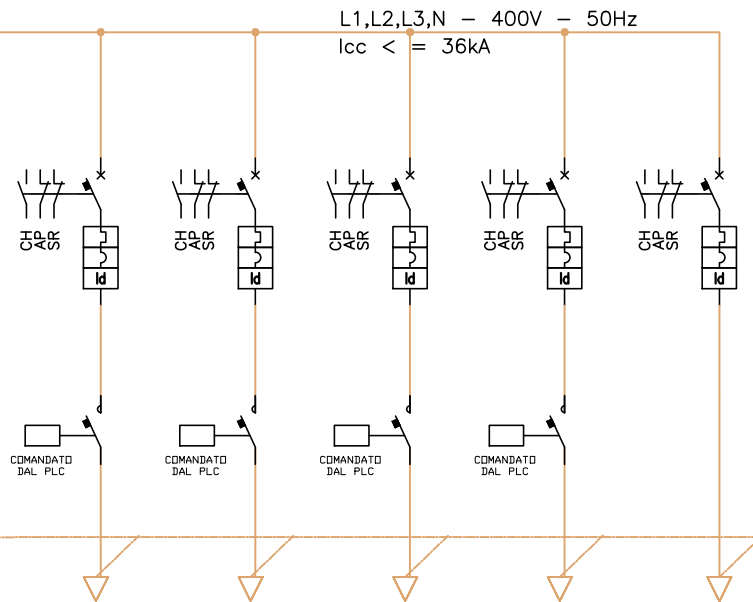 L1,L2,L3,N - 400V - 50Hz
Icc < = 36kA
CH
AP
SR
CH
AP
SR
CH
AP
SR
CH
AP
SR
CH
AP
SR
Id
Id
Id
Id
Id
COMANDATO
DAL PLC
COMANDATO
DAL PLC
COMANDATO
DAL PLC
COMANDATO
DAL PLC